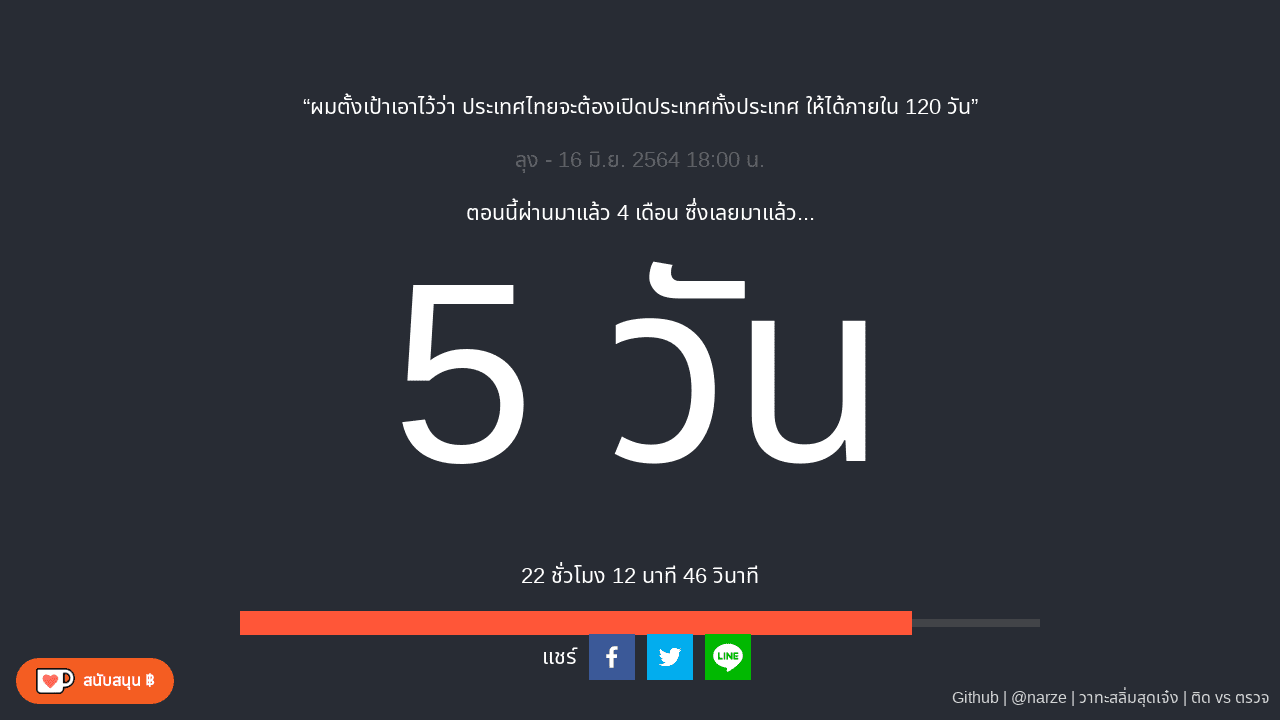 “ผมตั้งเป้าเอาไว้ว่า ประเทศไทยจะต้องเปิดประเทศทั้งประเทศ ให้ได้ภายใน 120 วัน”
ลุง - 16 มิ.ย. 2564 18:00 น.
ตอนนี้ผ่านมาแล้ว 4 เดือน ซึ่งเลยมาแล้ว...
5 วัน
22 ชั่วโมง 12 นาที 46 วินาที
แชร์ LINE
สนับสนุน ฿
Github | @narze | วาทะสลิ่มสุดเจ๋ง | ติด vs ตรวจ